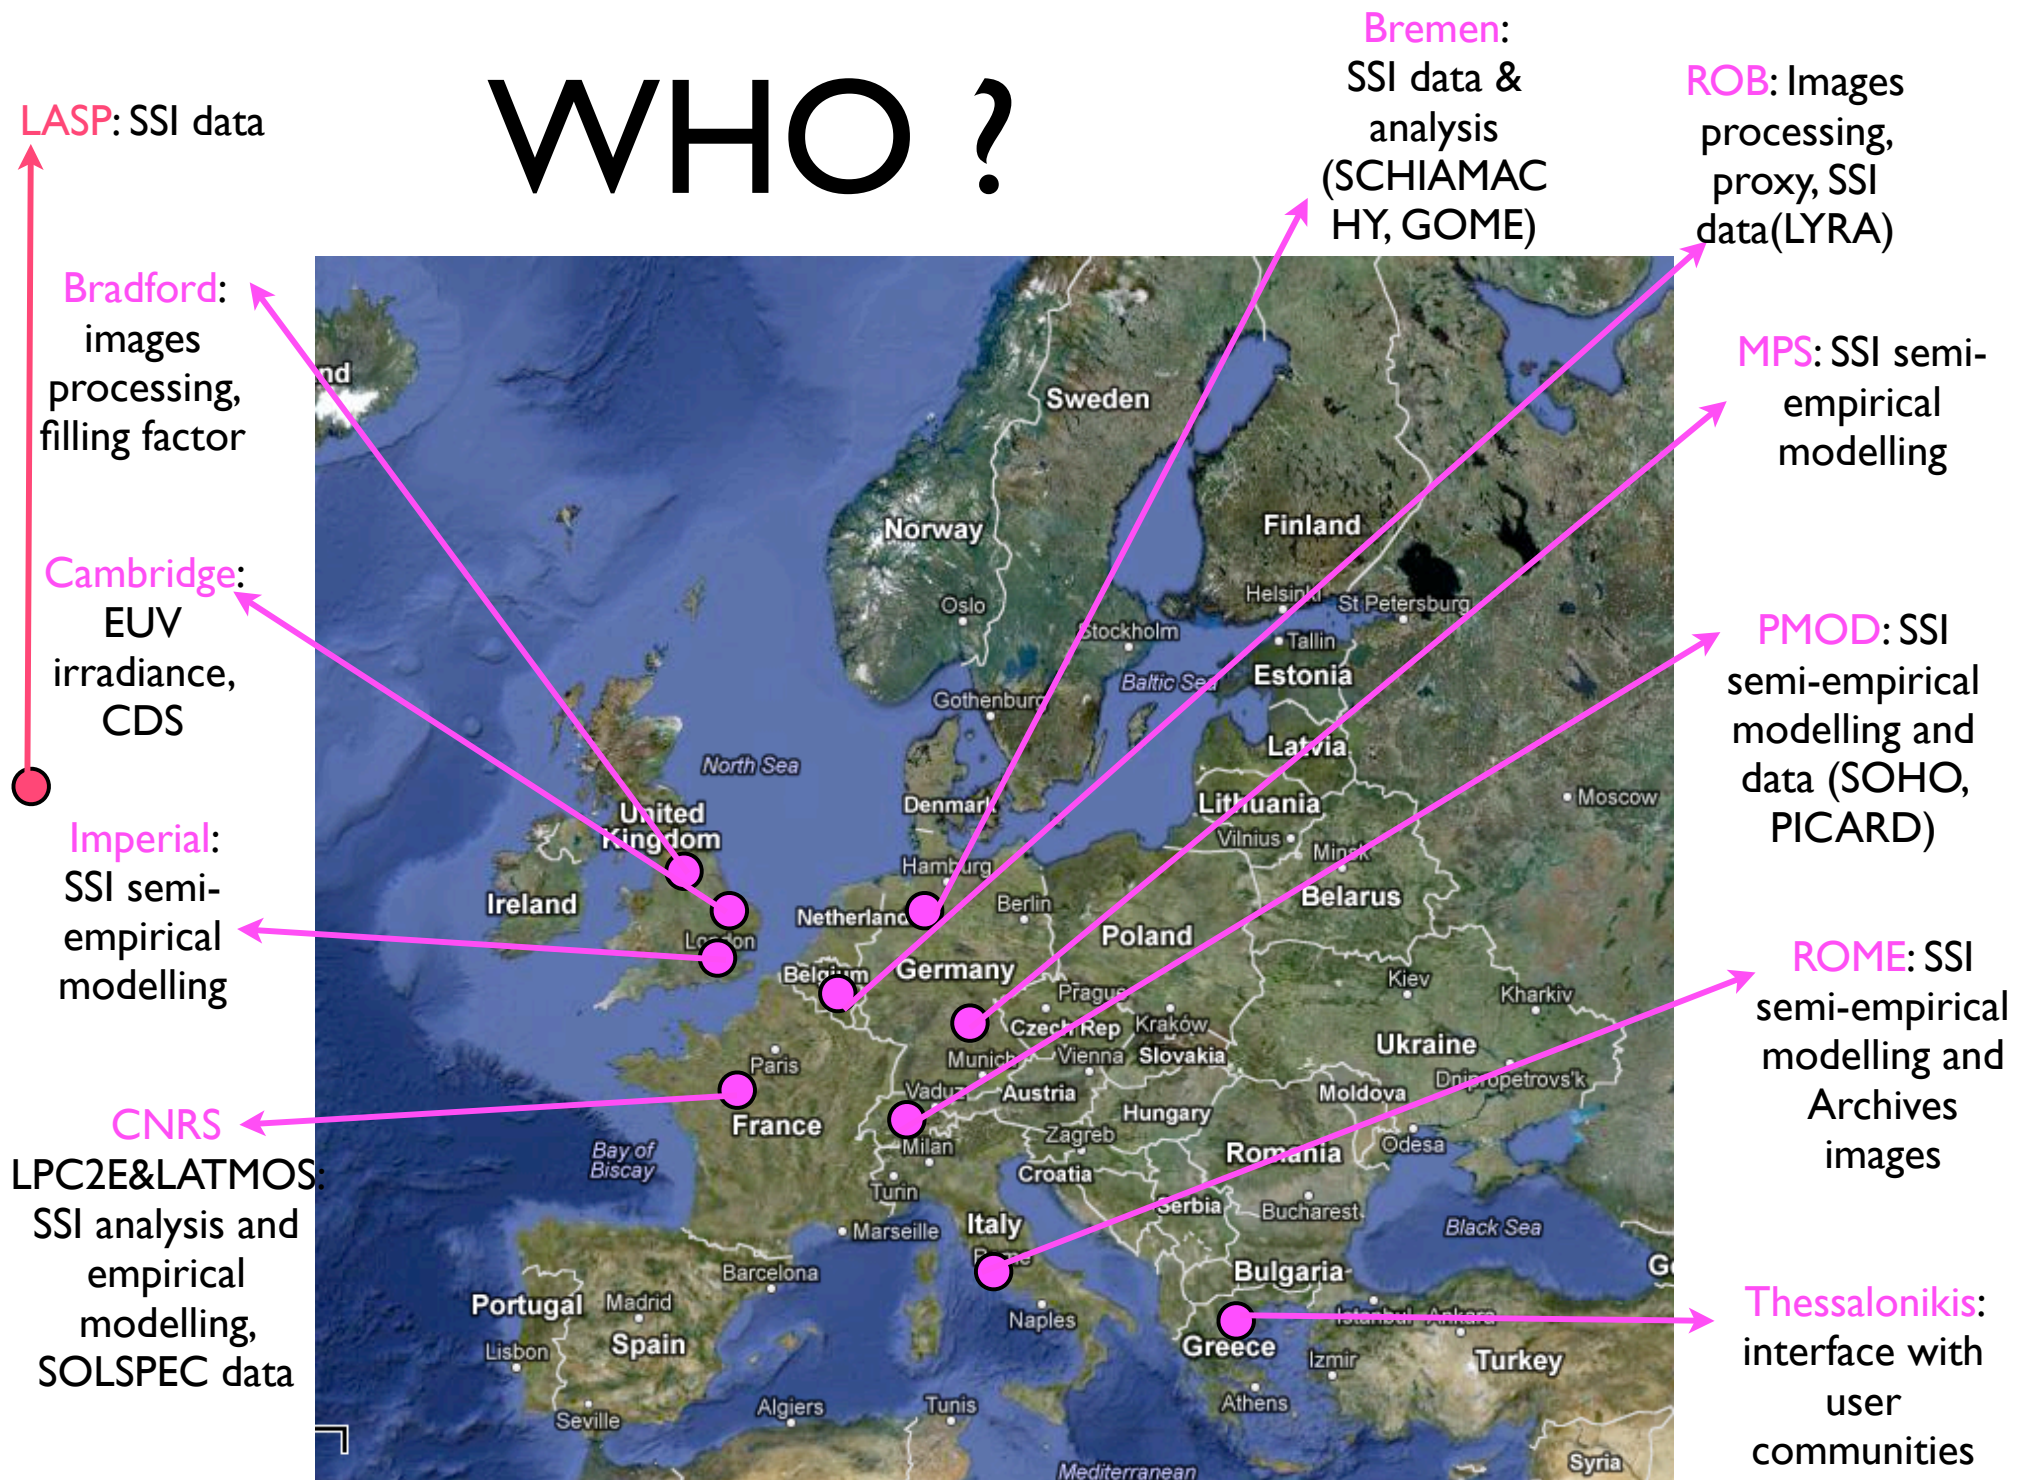 WHO ?
LASP: SSI data
Bradford:
images
processing,
filling factor
Cambridge:
EUV
irradiance,
CDS
Imperial:
SSI semi-
empirical
modelling
CNRS
LPC2E&LATMOS:
SSI analysis and
empirical
modelling,
SOLSPEC data
Bremen:
SSI data &
analysis
(SCHIAMAC
HY, GOME)
ROB: Images
processing,
proxy, SSI
data(LYRA)
MPS: SSI semi-
empirical
modelling
PMOD: SSI
semi-empirical
modelling and
data (SOHO,
PICARD)
ROME: SSI
semi-empirical
modelling and
Archives
images
Thessalonikis:
interface with
user
communities
nd
Sweden
Norway
Finland
Oslo
Helsinki
St Petersburg
Stockholm
Tallin
Baltic Sea
Estonia
Gothenburg
Latvia
North Sea
Denmark
Lithuania
Moscow
United
Kingdom
Vilnius
Minsk
Hamburg
Ireland
Netherland
Berlin
Belarus
London
Poland
Belgium
Germany
Prague
Kiev
Kharkiv
Czech Rep
Kraków
Paris
Munich
Vienna
Slovakia
Ukraine
Vaduz
Austria
Moldova
Dnipropetrovs'k
France
Hungary
Bay of
Biscay
Milan
Zagreb
Romania
Odesa
Croatia
Turin
Serbia
Bucharest
Marseille
Italy
Black Sea
Rome
Barcelona
Bulgaria
Ge
Portugal
Madrid
Naples
Istanbul
Ankara
Lisbon
Spain
Greece
Izmir
Turkey
Seville
Algiers
Tunis
Athens
Mediterranean
Syria